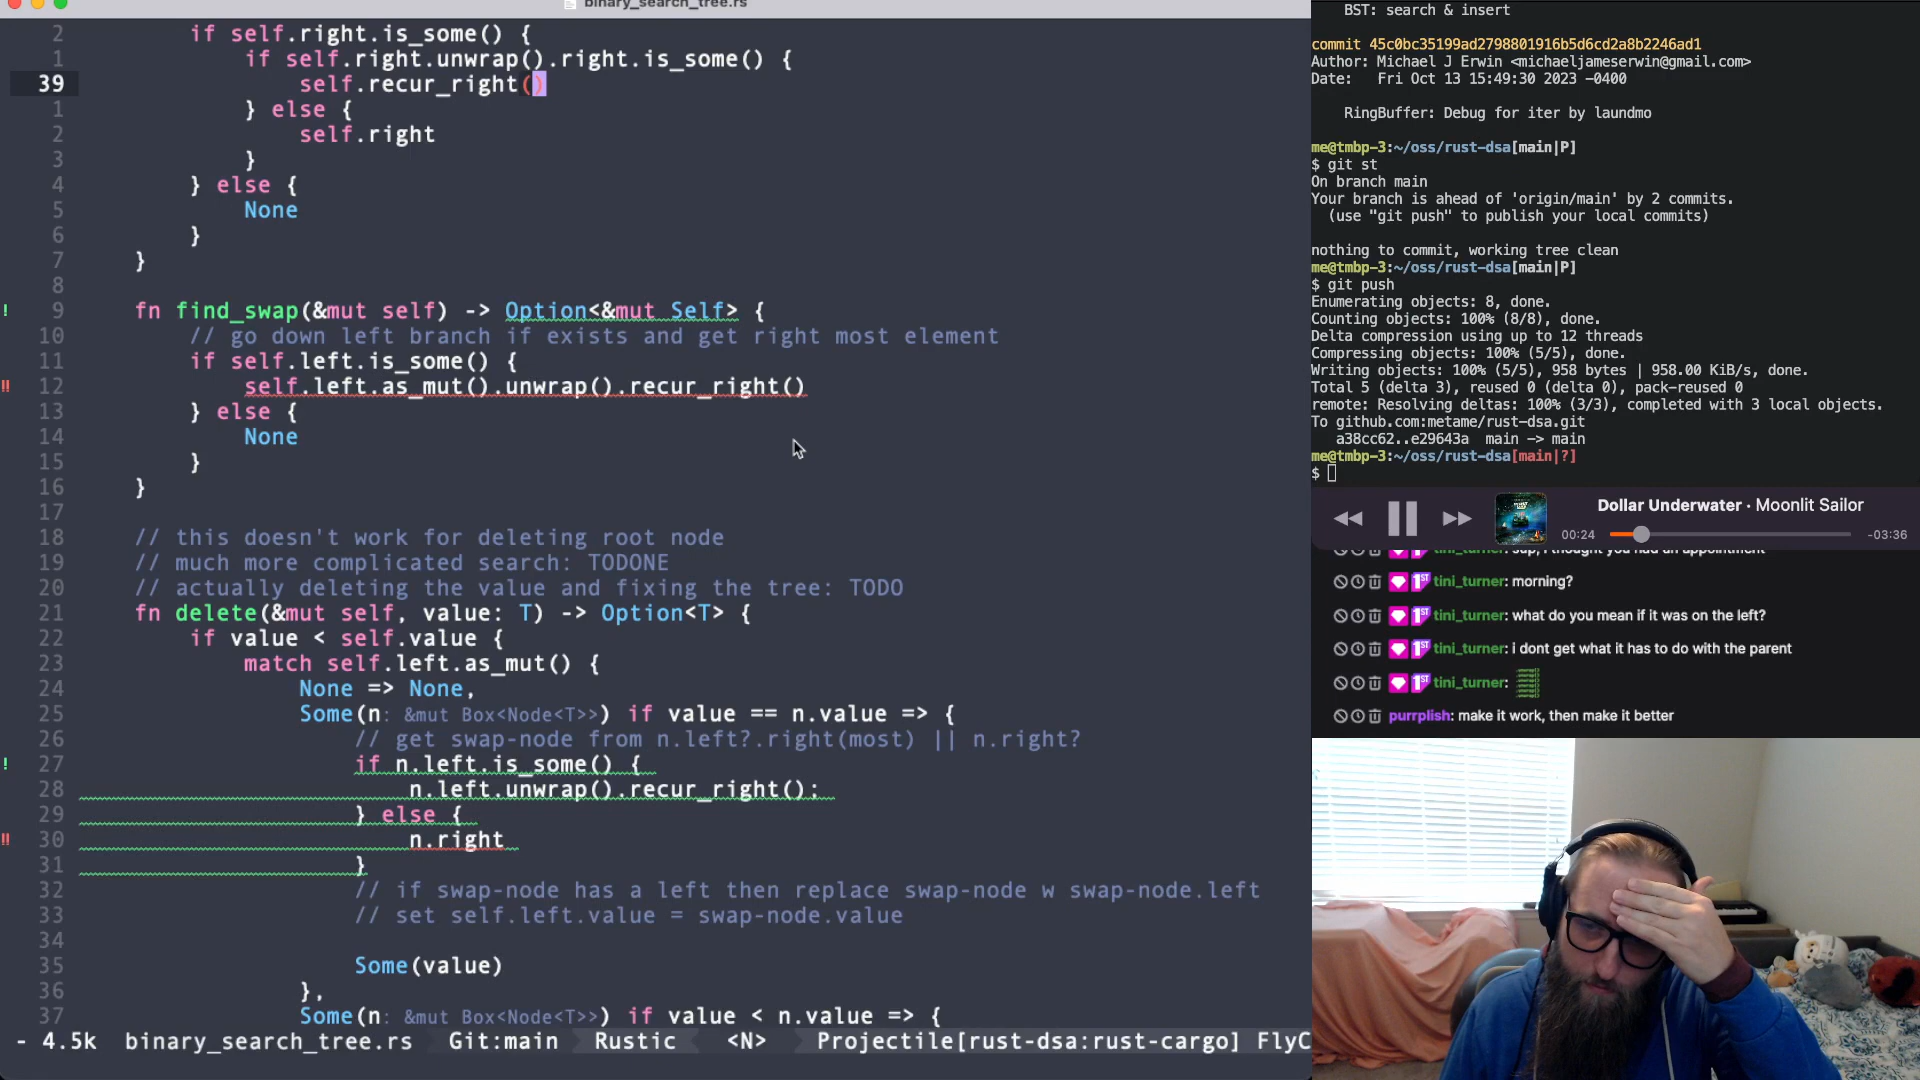 binary_search_tree.rs
2 if self.right.is_some() {
1 if self.right.unwrap().right.is_some() {
39 self.recur_right()
1 } else {
2 self.right
3 }
4 } else {
5 None
6 }
7 }
8
! 9 fn find_swap(&mut self) -> Option<&mut Self> {
10 // go down left branch if exists and get right most element
11 if self.left.is_some() {
!! 12 self.left.as_mut().unwrap().recur_right()
13 } else {
14 None
15 }
16 }
17
18 // this doesn't work for deleting root node
19 // much more complicated search: TODONE
20 // actually deleting the value and fixing the tree: TODO
21 fn delete(&mut self, value: T) -> Option<T> {
22 if value < self.value {
23 match self.left.as_mut() {
24 None => None,
25 Some(n: &mut Box<Node<T>>) if value == n.value => {
26 // get swap-node from n.left?.right(most) || n.right?
! 27 if n.left.is_some() {
28 n.left.unwrap().recur_right();
29 } else {
!! 30 n.right
31 }
32 // if swap-node has a left then replace swap-node w swap-node.left
33 // set self.left.value = swap-node.value
34
35 Some(value)
36 },
37 Some(n: &mut Box<Node<T>>) if value < n.value => {
- 4.5k binary_search_tree.rs Git:main Rustic <N> Projectile[rust-dsa:rust-cargo] FlyC
BST: search & insert
commit 45c0bc35199ad2798801916b5d6cd2a8b2246ad1
Author: Michael J Erwin <michaeljameserwin@gmail.com>
Date: Fri Oct 13 15:49:30 2023 -0400
RingBuffer: Debug for iter by laundmo
me@tmbp-3:~/oss/rust-dsa[main|P]
$ git st
On branch main
Your branch is ahead of 'origin/main' by 2 commits.
(use "git push" to publish your local commits)
nothing to commit, working tree clean
me@tmbp-3:~/oss/rust-dsa[main|P]
$ git push
Enumerating objects: 8, done.
Counting objects: 100% (8/8), done.
Delta compression using up to 12 threads
Compressing objects: 100% (5/5), done.
Writing objects: 100% (5/5), 958 bytes | 958.00 KiB/s, done.
Total 5 (delta 3), reused 0 (delta 0), pack-reused 0
remote: Resolving deltas: 100% (3/3), completed with 3 local objects.
To github.com:metame/rust-dsa.git
a38cc62..e29643a main -> main
me@tmbp-3:~/oss/rust-dsa[main|?]
$
Dollar Underwater · Moonlit Sailor
00:24 -03:36
1ST tini_turner: sup, i thought you had an appointment
1ST tini_turner: morning?
1ST tini_turner: what do you mean if it was on the left?
1ST tini_turner: i dont get what it has to do with the parent
1ST tini_turner:
purrplish: make it work, then make it better